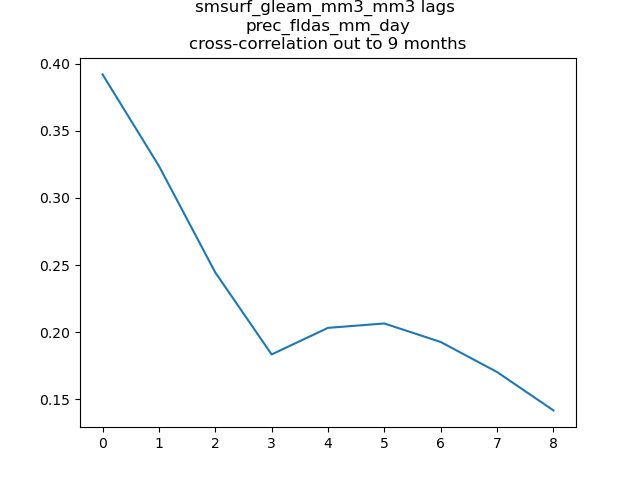 smsurf_gleam_mm3_mm3 lags
prec_fldas_mm_day
cross-correlation out to 9 months
0.40
0.35
0.30
0.25
0.20
0.15
0 1 2 3 4 5 6 7 8